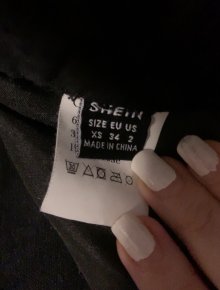 SHEIN
SIZE EU US
XS 34 2
MADE IN CHINA